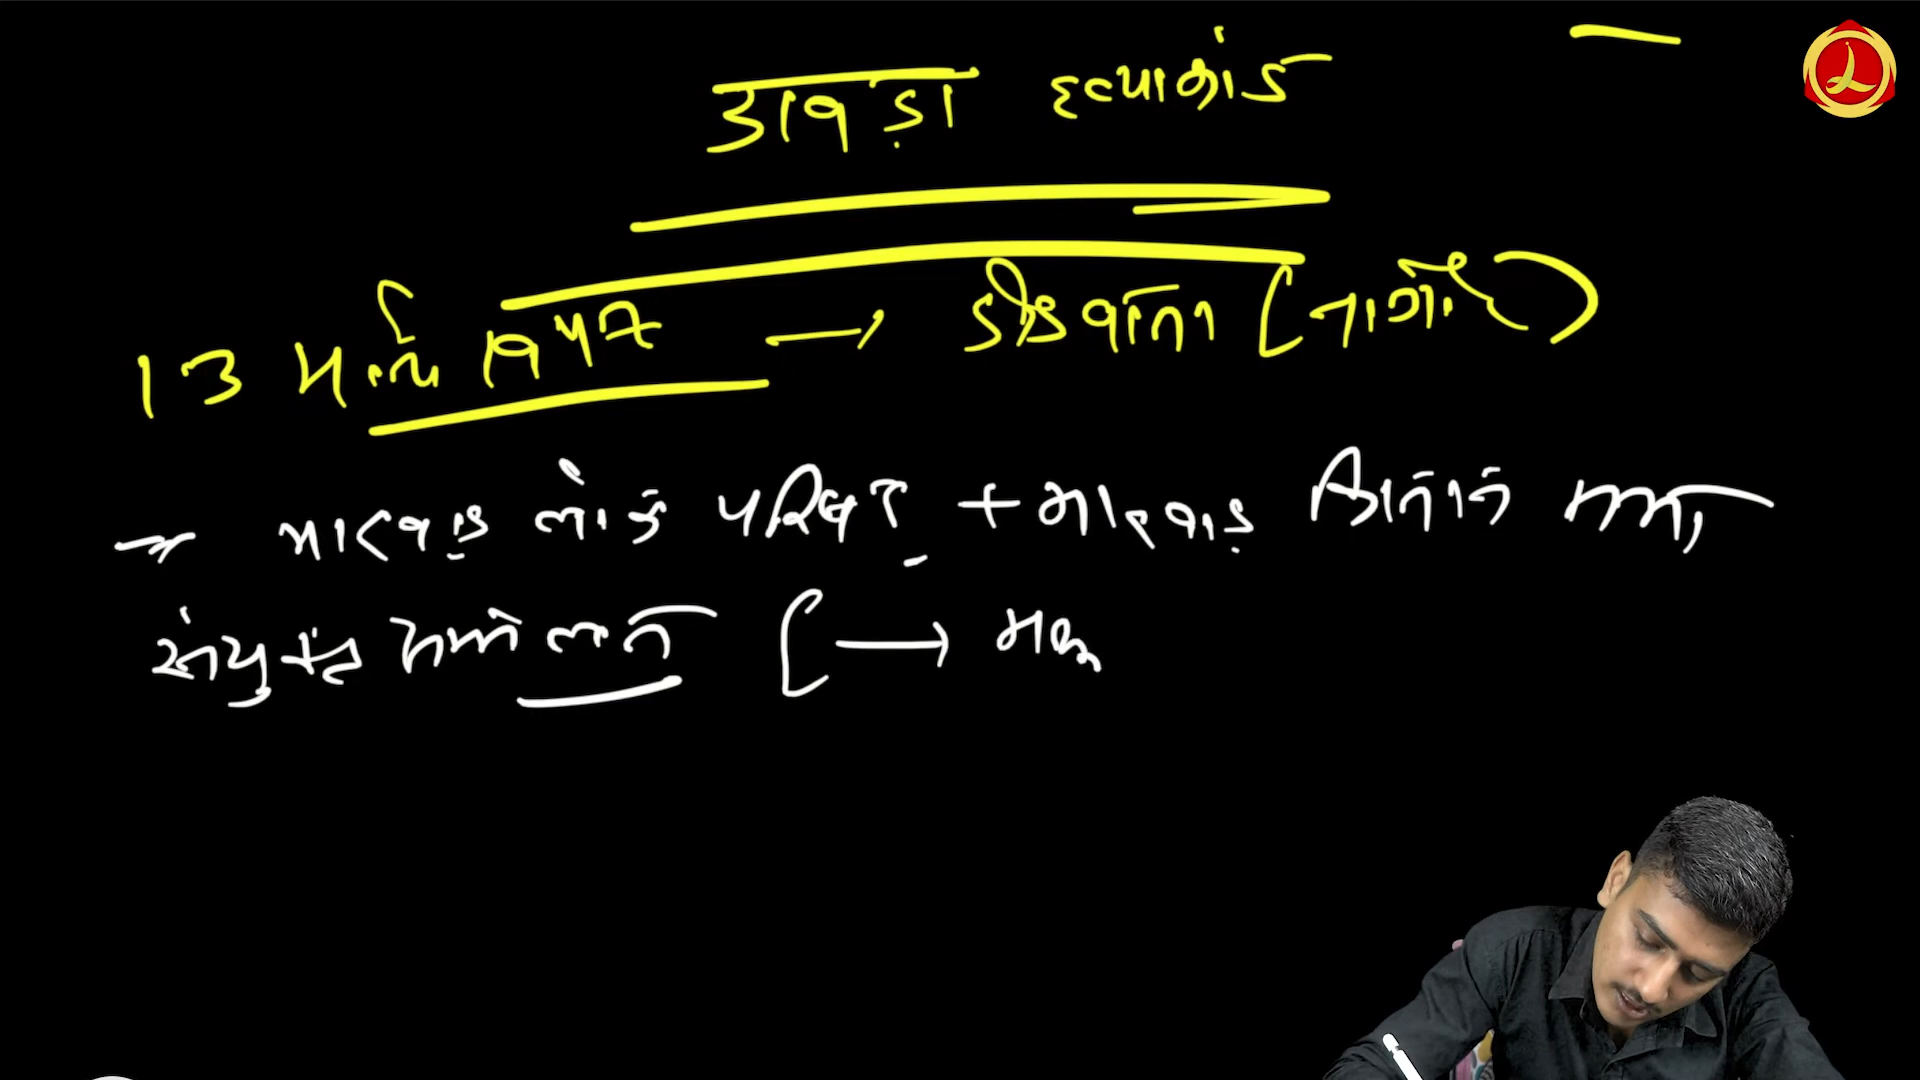 डाबड़ा हत्याकांड
13 मार्च 1947 → डीडवाना (नागौर)
→ मारवाड़ लोक परिषद् + मारवाड़ किसान सभा
संयुक्त सम्मेलन [→